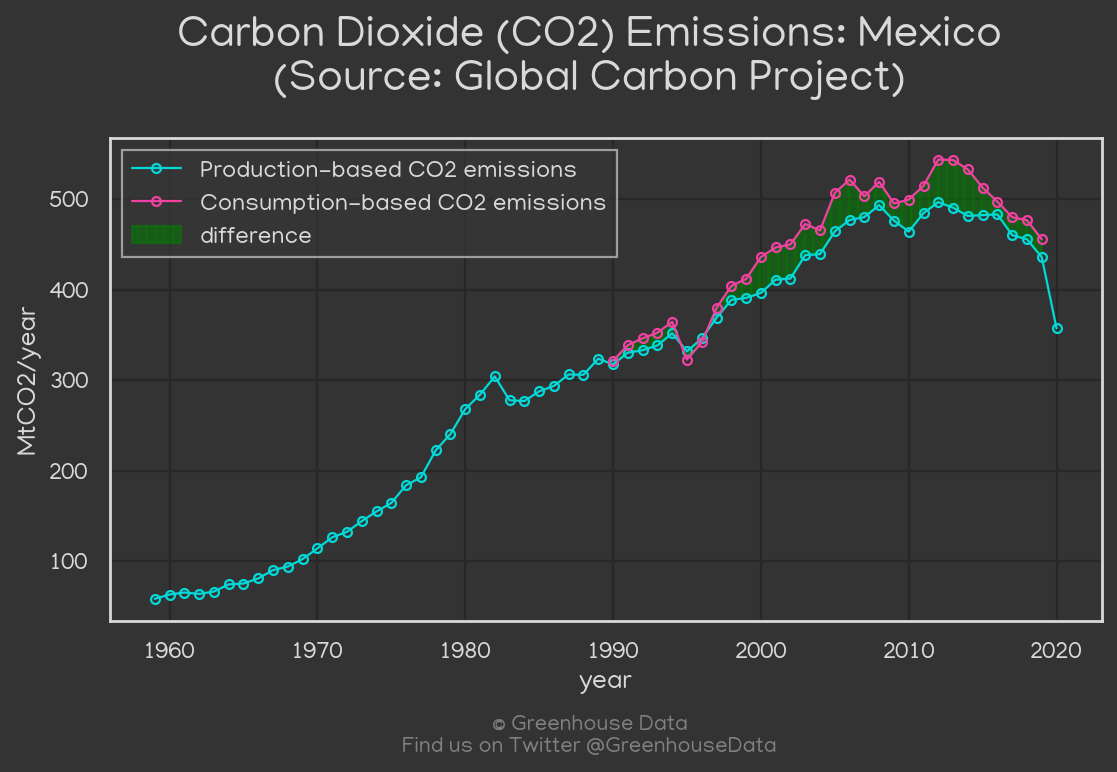 Carbon Dioxide (CO2) Emissions: Mexico
(Source: Global Carbon Project)
Production-based CO2 emissions
Consumption-based CO2 emissions
difference
500
400
300
200
100
MtCO2/year
1960 1970 1980 1990 2000 2010 2020
year
© Greenhouse Data
Find us on Twitter @GreenhouseData